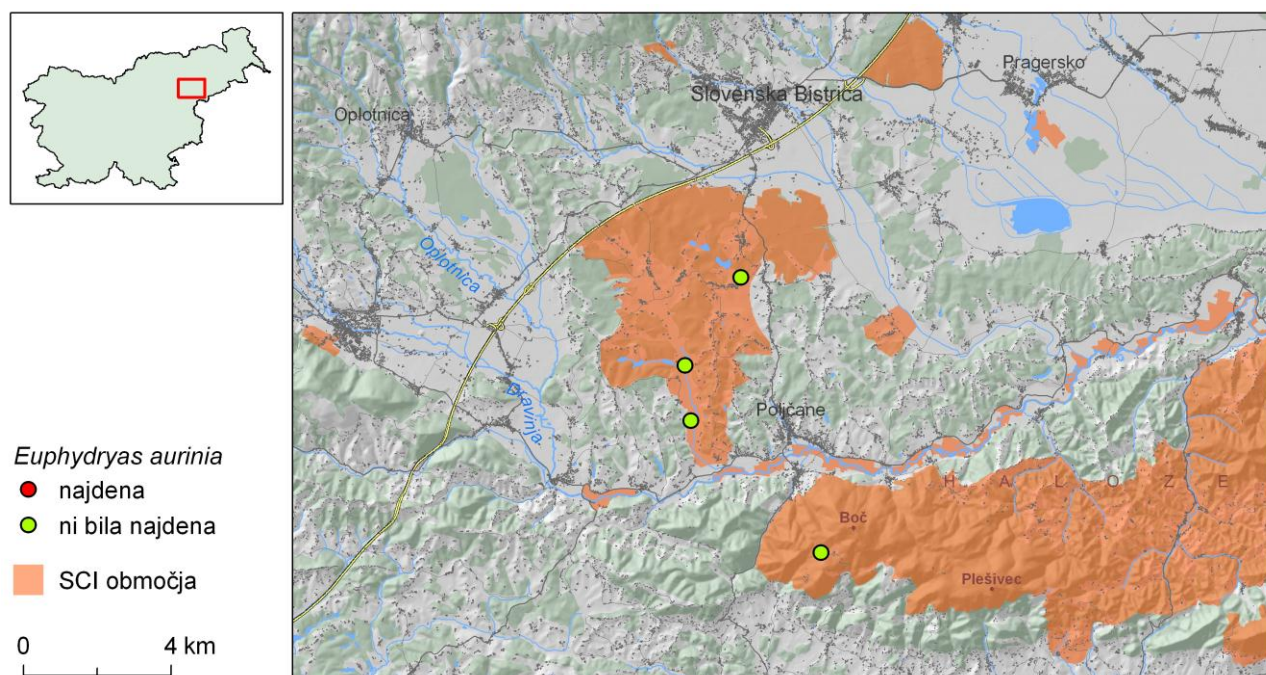 Oplotnica
Slovenska Bistrica
Pragersko
Oplotnica
Dravinja
Poljčane
H A L O Z E
Boč
Plešivec
Euphydryas aurinia
najdena
ni bila najdena
SCI območja
0 4 km